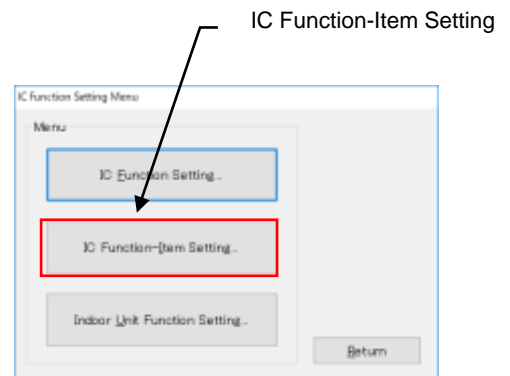 IC Function-Item Setting
IC Function Setting Menu
Menu
IC Function Setting..
IC Function-Item Setting..
Indoor Unit Function Setting..
Return